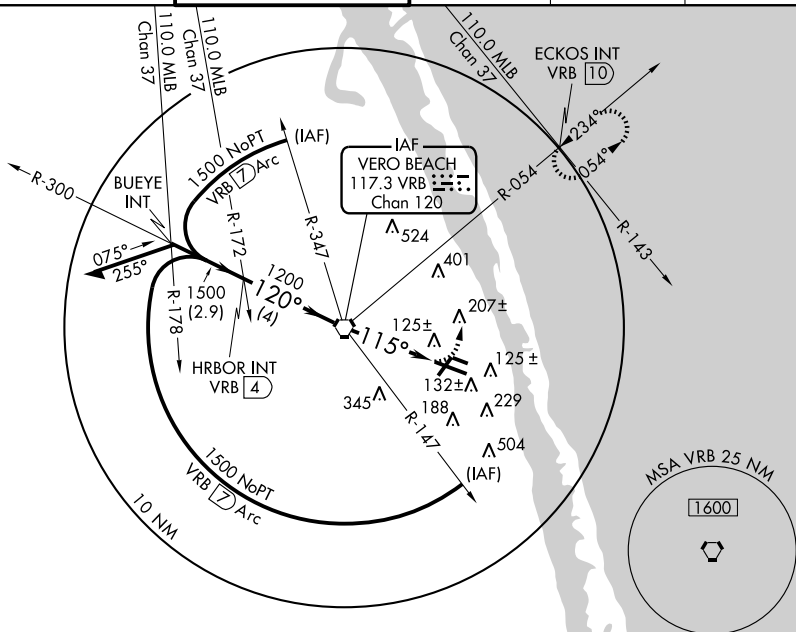 110.0 MLB
Chan 37
110.0 MLB
Chan 37
110.0 MLB
Chan 37
ECKOS INT
VRB 10
234°
054°
R-054
R-143
(IAF)
1500 NoPT
VRB 7 Arc
IAF
VERO BEACH
117.3 VRB
Chan 120
R-300
BUEYE
INT
R-347
R-172
524
401
075°
255°
1500
(2.9)
1200
120°
(4)
R-178
207±
125±
115°
125 ±
HRBOR INT
VRB 4
132±
345
188
229
R-147
504
(IAF)
1500 NoPT
VRB 7 Arc
10 NM
MSA VRB 25 NM
1600